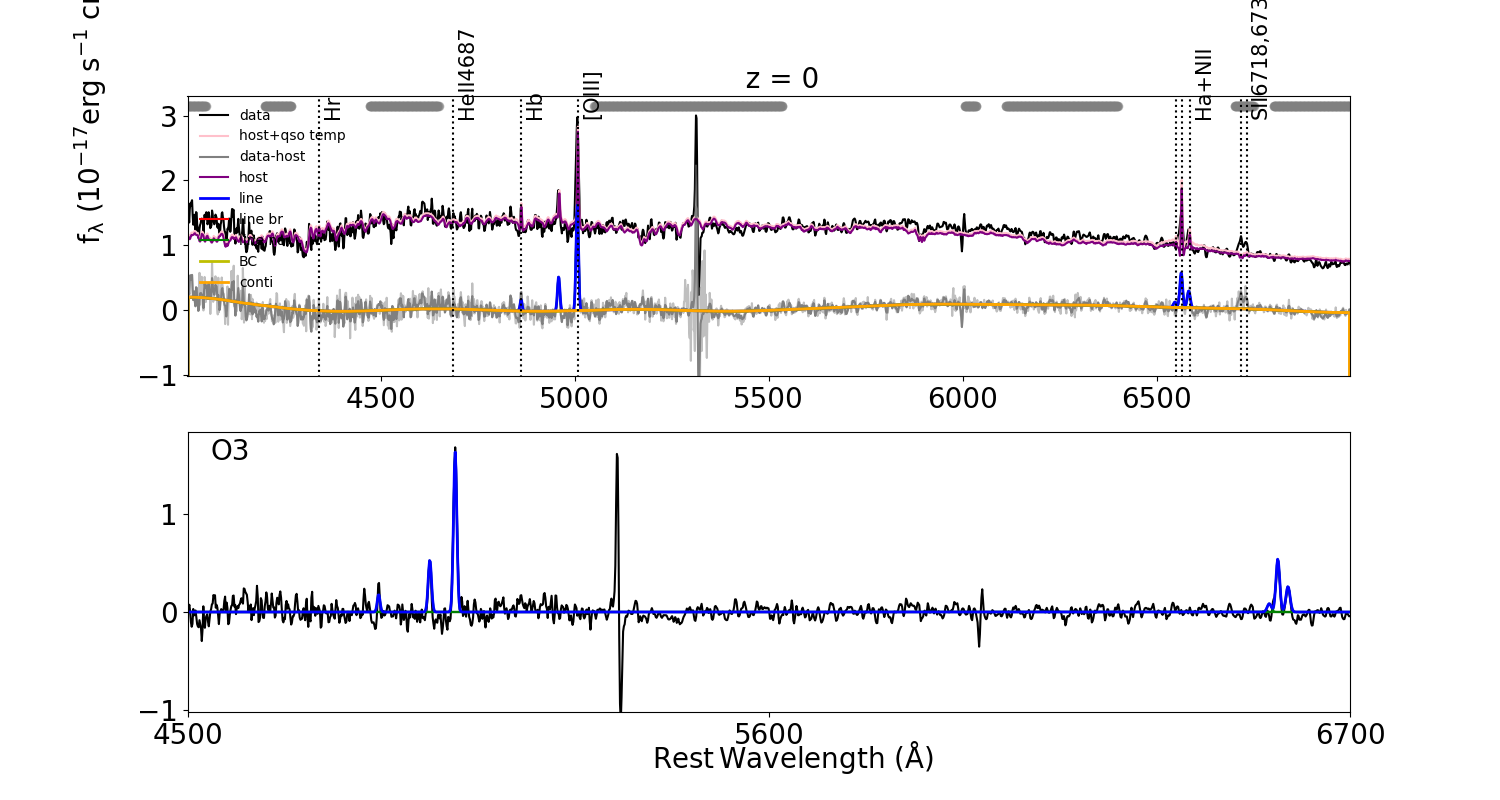 z = 0
f_λ (10^−17 erg s^−1
Hr
HeII4687
Hb
[OIII]
Ha+NII
SII6718,673
data
host+qso temp
data-host
host
line
line br
BC
conti
3
2
1
0
−1
4500 5000 5500 6000 6500
O3
1
0
−1
4500 5600 6700
Rest Wavelength (Å)